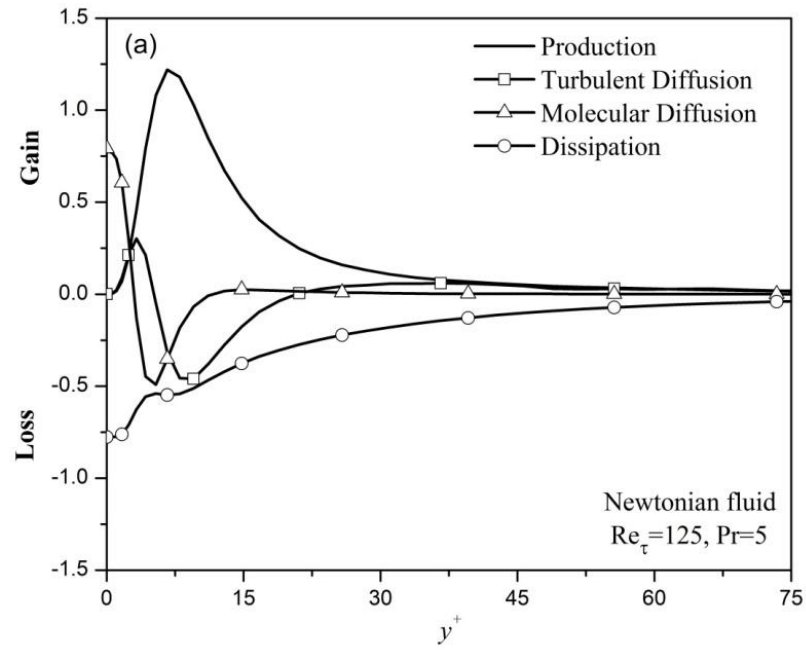 (a)
Production
Turbulent Diffusion
Molecular Diffusion
Dissipation
Gain
Loss
1.5
1.0
0.5
0.0
-0.5
-1.0
-1.5
Newtonian fluid
Reτ=125, Pr=5
0 15 30 45 60 75
y+